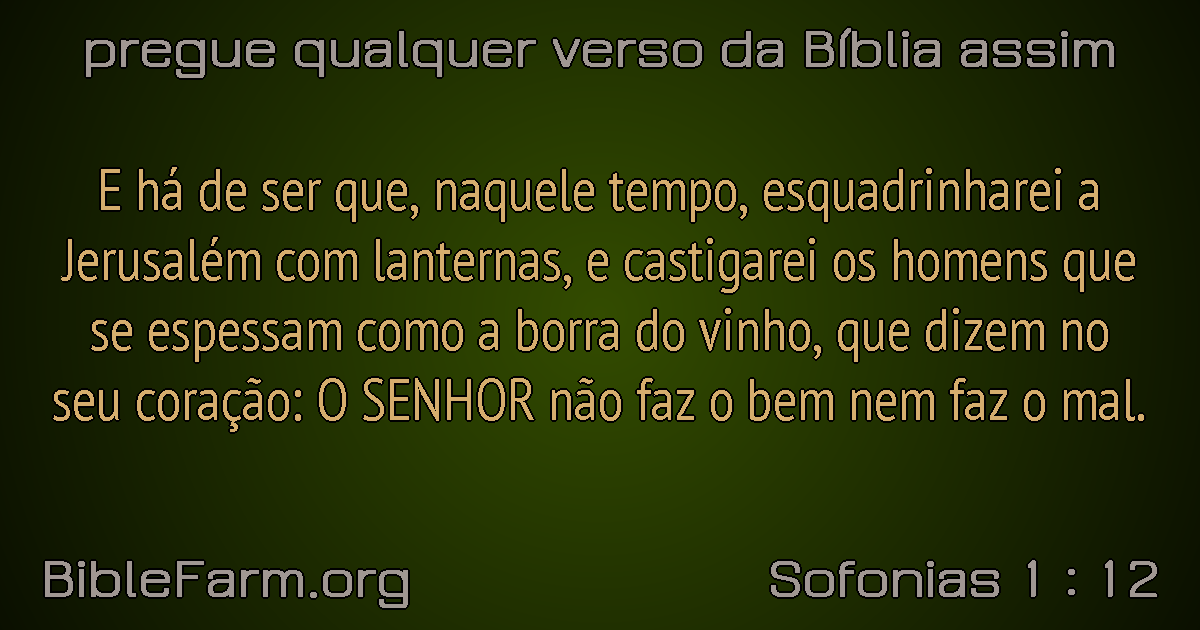 pregue qualquer verso da Bíblia assim
E há de ser que, naquele tempo, esquadrinharei a
Jerusalém com lanternas, e castigarei os homens que
se espessam como a borra do vinho, que dizem no
seu coração: O SENHOR não faz o bem nem faz o mal.
BibleFarm.org
Sofonias 1 : 12